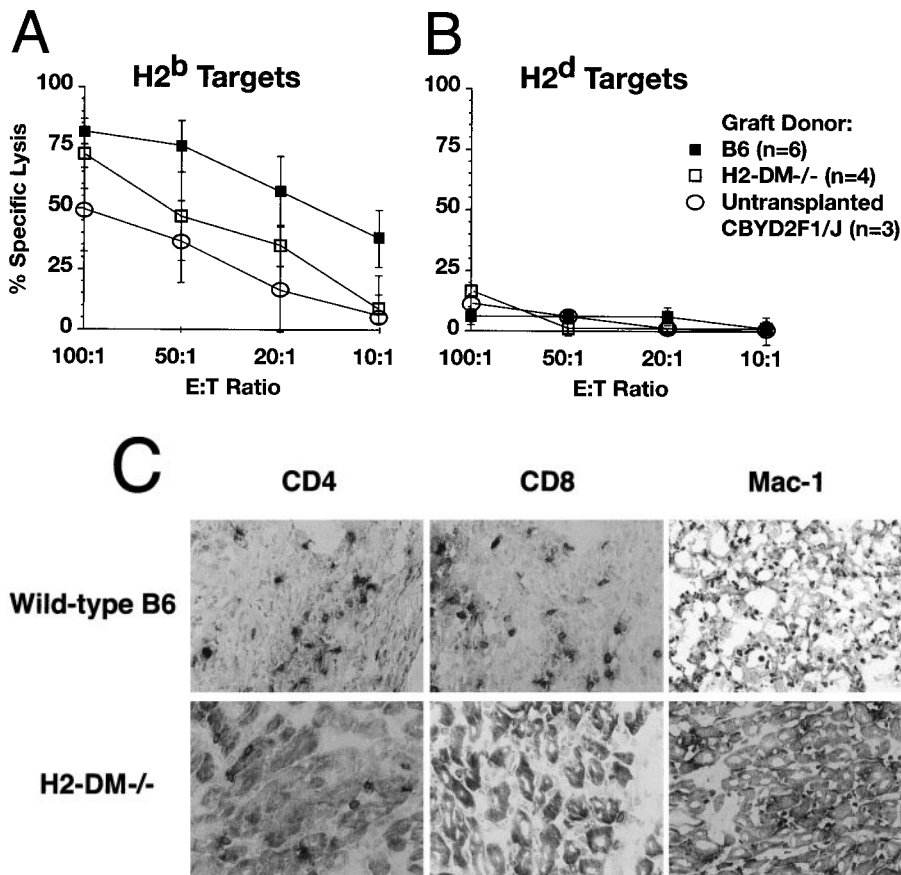 A
H2b Targets
100
75
50
25
0
% Specific Lysis
100:1
50:1
20:1
10:1
E:T Ratio
B
H2d Targets
100
75
50
25
0
100:1
50:1
20:1
10:1
E:T Ratio
Graft Donor:
B6 (n=6)
H2-DM-/- (n=4)
Untransplanted
CBYD2F1/J (n=3)
C
CD4
CD8
Mac-1
Wild-type B6
H2-DM-/-